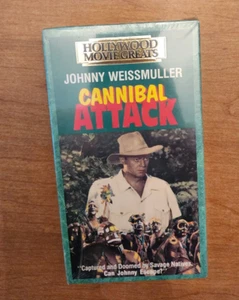 HOLLYWOOD
MOVIE GREATS
JOHNNY WEISSMULLER
CANNIBAL
ATTACK
"Captured and Doomed by Savage Natives,
Can Johnny Escape?"